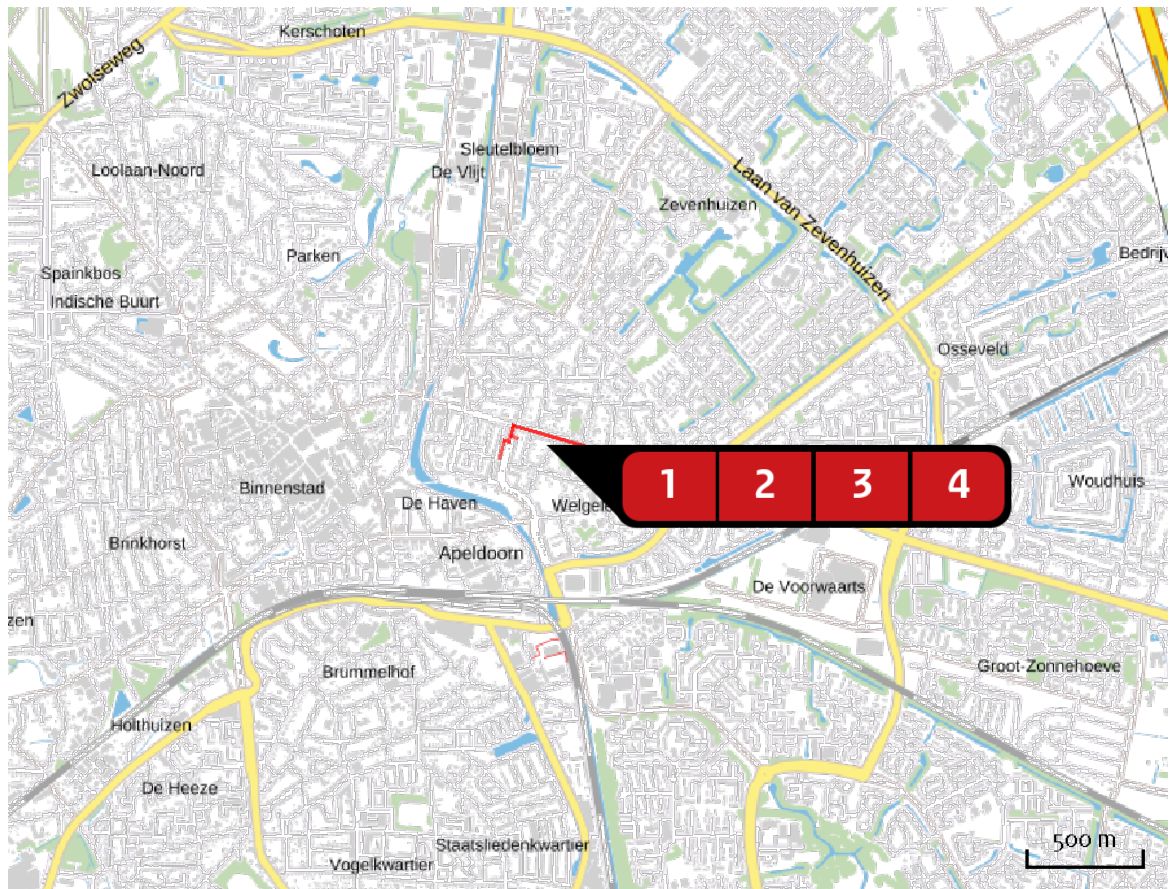 Kerschoten
Zwolseweg
Sleutelbloem
De Vlijt
Loolaan-Noord
Laan van Zevenhuizen
Zevenhuizen
Parken
Bedrijv
Spainkbos
Indische Buurt
Osseveld
1 2 3 4
Woudhuis
Binnenstad
De Haven
Welgele
Brinkhorst
Apeldoorn
De Voorwaarts
zen
Groot-Zonnehoeve
Brummelhof
Holthuizen
De Heeze
500 m
Staatsliedenkwartier
Vogelkwartier